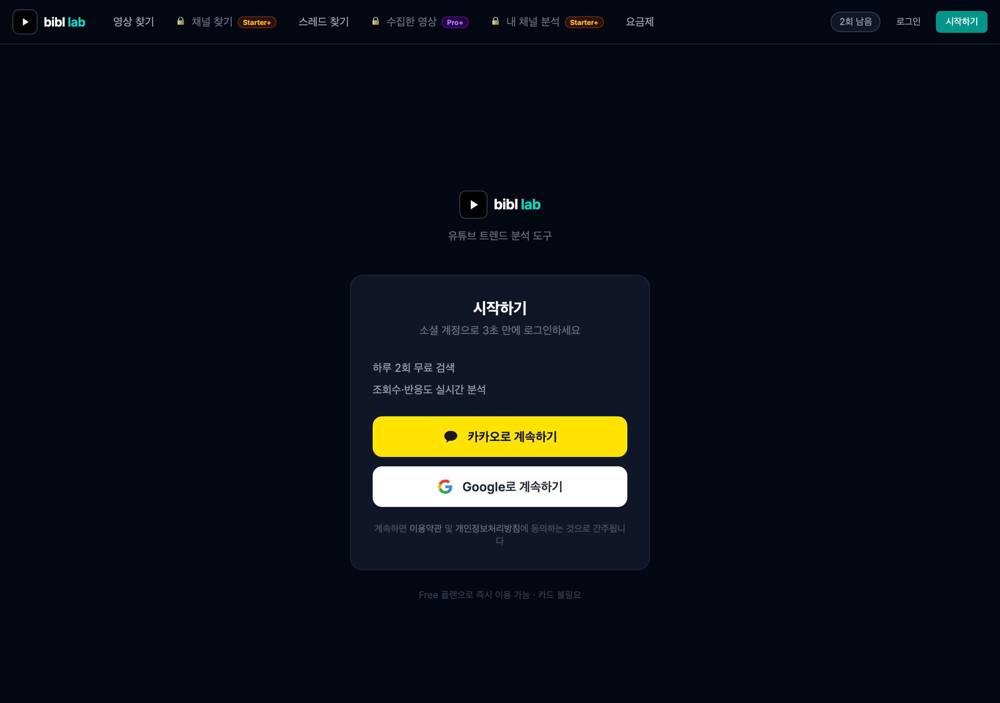 bibl lab 영상 찾기 채널 찾기 Starter+ 스레드 찾기 수집한 영상 Pro+ 내 채널 분석 Starter+ 요금제 2회 남음 로그인 시작하기
bibl lab
유튜브 트렌드 분석 도구
시작하기
소셜 계정으로 3초 만에 로그인하세요
하루 2회 무료 검색
조회수·반응도 실시간 분석
카카오로 계속하기
Google로 계속하기
계속하면 이용약관 및 개인정보처리방침에 동의하는 것으로 간주됩니
다
Free 플랜으로 즉시 이용 가능 · 카드 불필요